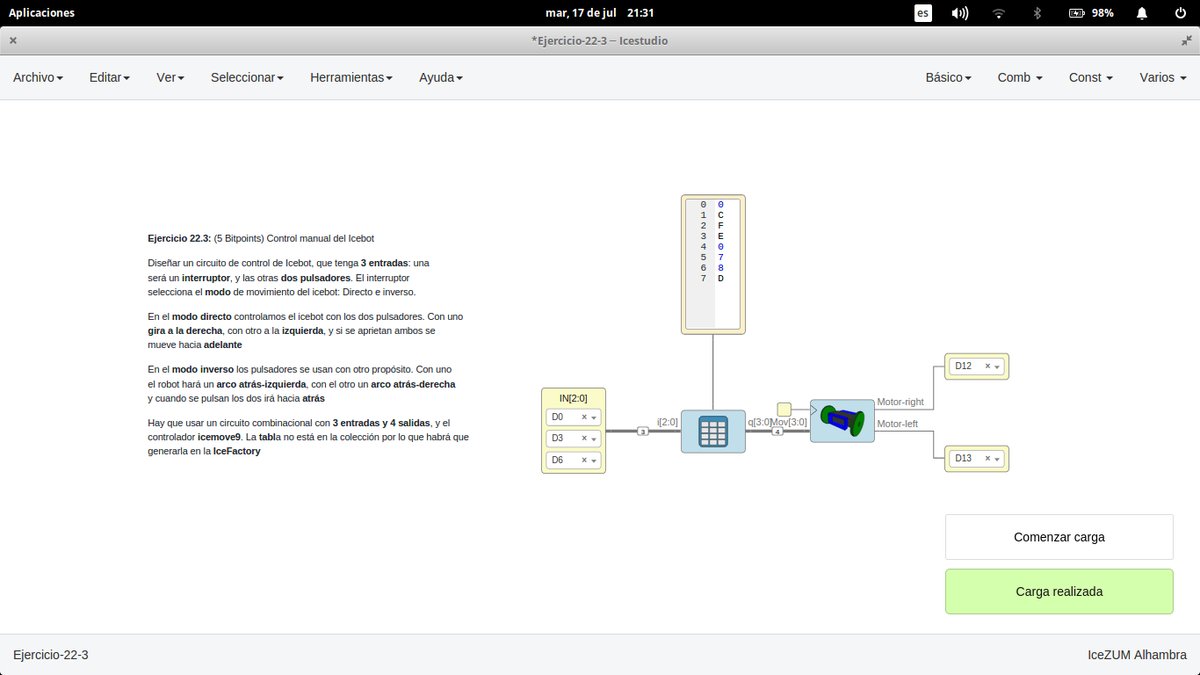 Aplicaciones
mar, 17 de jul 21:31
es
98%
*Ejercicio-22-3 – Icestudio
Archivo Editar Ver Seleccionar Herramientas Ayuda
Básico Comb Const Varios
Ejercicio 22.3: (5 Bitpoints) Control manual del Icebot
Diseñar un circuito de control de Icebot, que tenga 3 entradas: una
será un interruptor, y las otras dos pulsadores. El interruptor
selecciona el modo de movimiento del icebot: Directo e inverso.
En el modo directo controlamos el icebot con los dos pulsadores. Con uno
gira a la derecha, con otro a la izquierda, y si se aprietan ambos se
mueve hacia adelante
En el modo inverso los pulsadores se usan con otro propósito. Con uno
el robot hará un arco atrás-izquierda, con el otro un arco atrás-derecha
y cuando se pulsan los dos irá hacia atrás
Hay que usar un circuito combinacional con 3 entradas y 4 salidas, y el
controlador icemove9. La tabla no está en la colección por lo que habrá que
generarla en la IceFactory
0 0
1 C
2 F
3 E
4 0
5 7
6 8
7 D
IN[2:0]
D0
D3
D6
3
i[2:0]
q[3:0]
4
Mov[3:0]
Motor-right
Motor-left
D12
D13
Comenzar carga
Carga realizada
Ejercicio-22-3
IceZUM Alhambra